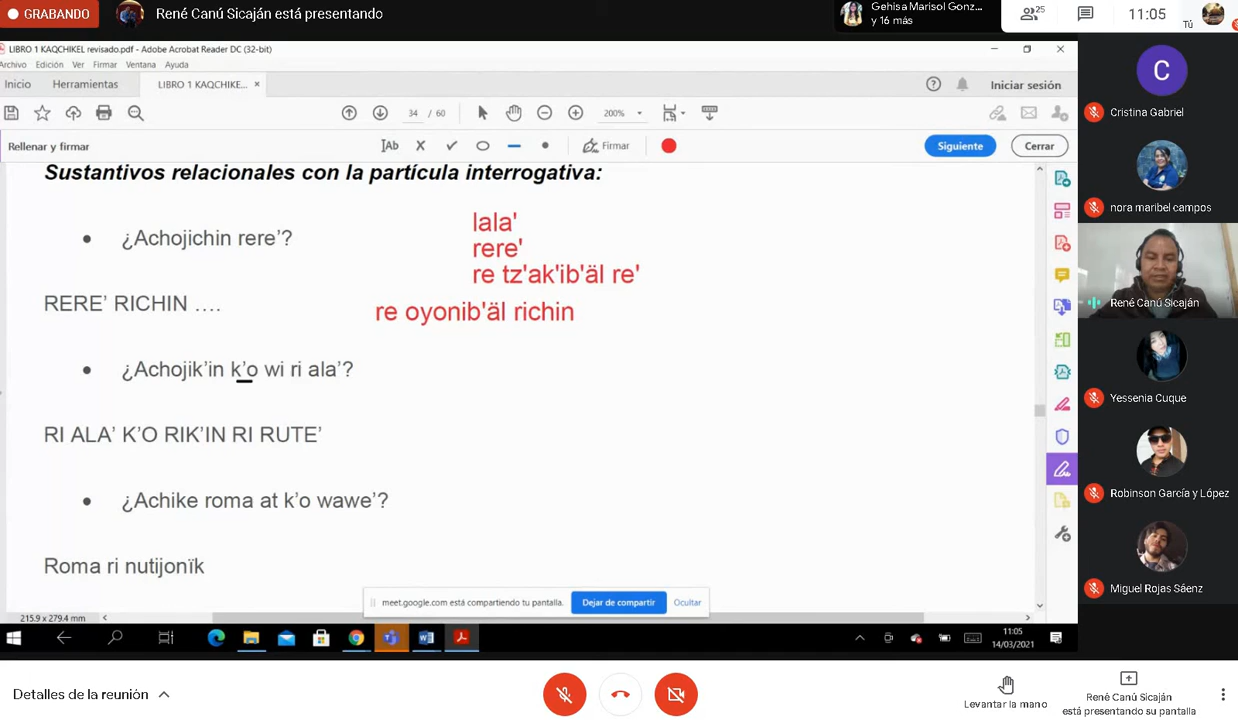 GRABANDO
René Canú Sicaján está presentando
Gehisa Marisol Gonz...
y 16 más
25
11:05
Tú
LIBRO 1 KAQCHIKEL revisado.pdf - Adobe Acrobat Reader DC (32-bit)
Archivo Edición Ver Firmar Ventana Ayuda
Inicio Herramientas LIBRO 1 KAQCHIKE... × Iniciar sesión
34 / 60 200%
Rellenar y firmar Ab Firmar Siguiente Cerrar
Sustantivos relacionales con la partícula interrogativa:
lala'
• ¿Achojichin rere’?
rere'
re tz'ak'ib'äl re'
RERE’ RICHIN ….
re oyonib'äl richin
• ¿Achojik’in k’o wi ri ala’?
RI ALA’ K’O RIK’IN RI RUTE’
• ¿Achike roma at k’o wawe’?
Roma ri nutijonïk
meet.google.com está compartiendo tu pantalla. Dejar de compartir Ocultar
215.9 x 279.4 mm
11:05
14/03/2021
C
Cristina Gabriel
nora maribel campos
René Canú Sicaján
Yessenia Cuque
Robinson García y López
Miguel Rojas Sáenz
Detalles de la reunión
Levantar la mano
René Canú Sicaján
está presentando su pantalla